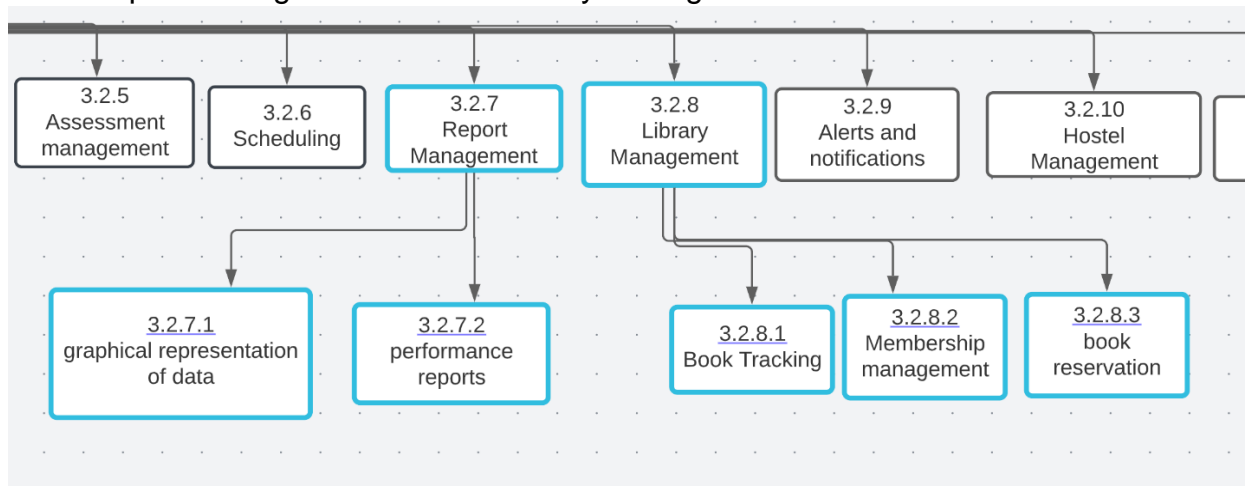 3.2.5
Assessment
management
3.2.6
Scheduling
3.2.7
Report
Management
3.2.8
Library
Management
3.2.9
Alerts and
notifications
3.2.10
Hostel
Management
3.2.7.1
graphical representation
of data
3.2.7.2
performance
reports
3.2.8.1
Book Tracking
3.2.8.2
Membership
management
3.2.8.3
book
reservation